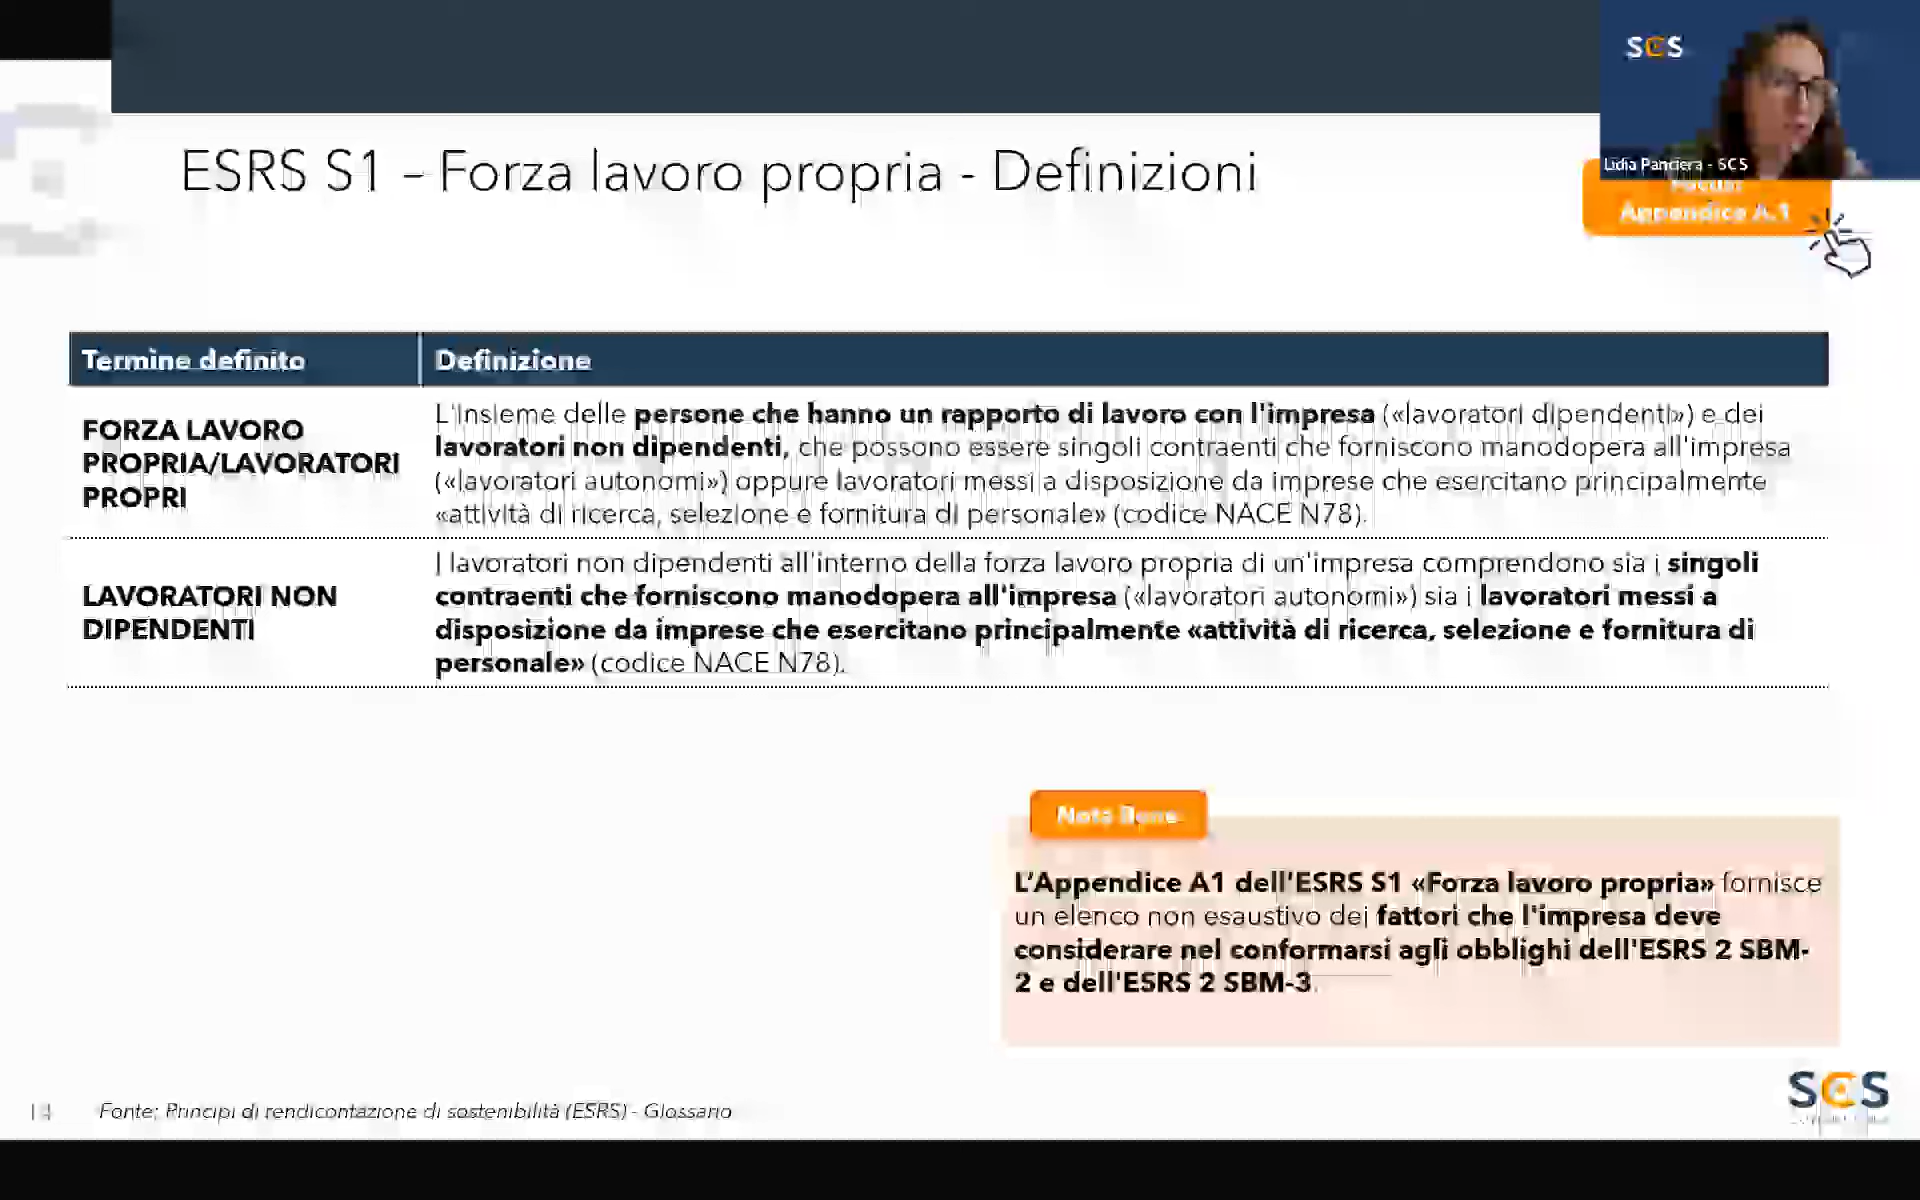 SCS
Lidia Panciera - SCS
ESRS S1 – Forza lavoro propria - Definizioni
Appendice A.1
Termine definito
Definizione
FORZA LAVORO
PROPRIA/LAVORATORI
PROPRI
L'insieme delle persone che hanno un rapporto di lavoro con l'impresa («lavoratori dipendenti») e dei
lavoratori non dipendenti, che possono essere singoli contraenti che forniscono manodopera all'impresa
(«lavoratori autonomi») oppure lavoratori messi a disposizione da imprese che esercitano principalmente
«attività di ricerca, selezione e fornitura di personale» (codice NACE N78).
LAVORATORI NON
DIPENDENTI
I lavoratori non dipendenti all'interno della forza lavoro propria di un'impresa comprendono sia i singoli
contraenti che forniscono manodopera all'impresa («lavoratori autonomi») sia i lavoratori messi a
disposizione da imprese che esercitano principalmente «attività di ricerca, selezione e fornitura di
personale» (codice NACE N78).
Nota Bene
L'Appendice A1 dell'ESRS S1 «Forza lavoro propria» fornisce
un elenco non esaustivo dei fattori che l'impresa deve
considerare nel conformarsi agli obblighi dell'ESRS 2 SBM-
2 e dell'ESRS 2 SBM-3.
Fonte: Principi di rendicontazione di sostenibilità (ESRS) - Glossario
SCS